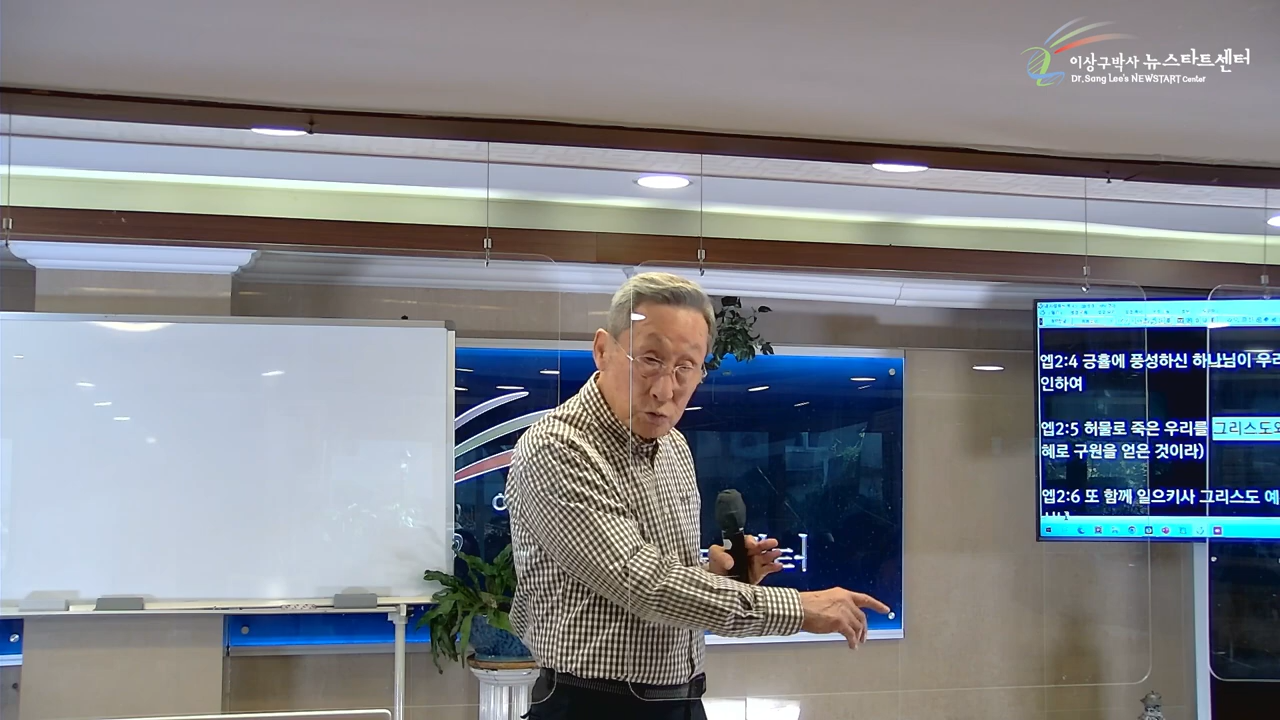 이상구박사 뉴스타트센터
Dr. Sang Lee's NEWSTART Center
엡2:4 긍휼에 풍성하신 하나님이 우리
인하여
엡2:5 허물로 죽은 우리를 그리스도와
혜로 구원을 얻은 것이라)
엡2:6 또 함께 일으키사 그리스도 예